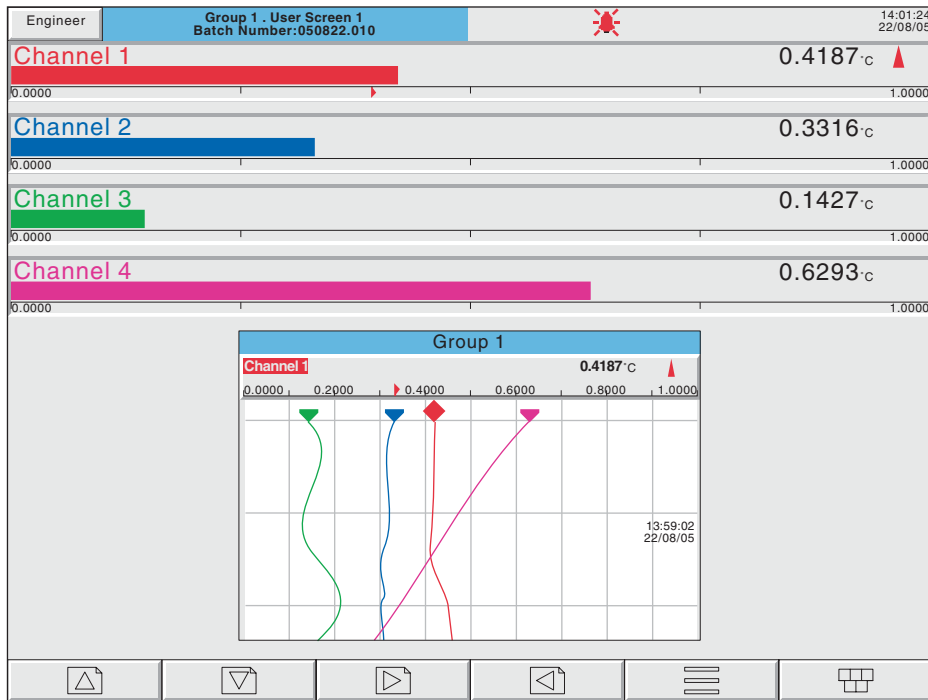 Engineer
Group 1 . User Screen 1
Batch Number:050822.010
14:01:24
22/08/05
Channel 1
0.4187°C
0.0000 1.0000
Channel 2
0.3316°C
0.0000 1.0000
Channel 3
0.1427°C
0.0000 1.0000
Channel 4
0.6293°C
0.0000 1.0000
Group 1
Channel 1 0.4187°C
0.0000 0.2000 0.4000 0.6000 0.8000 1.0000
13:59:02
22/08/05